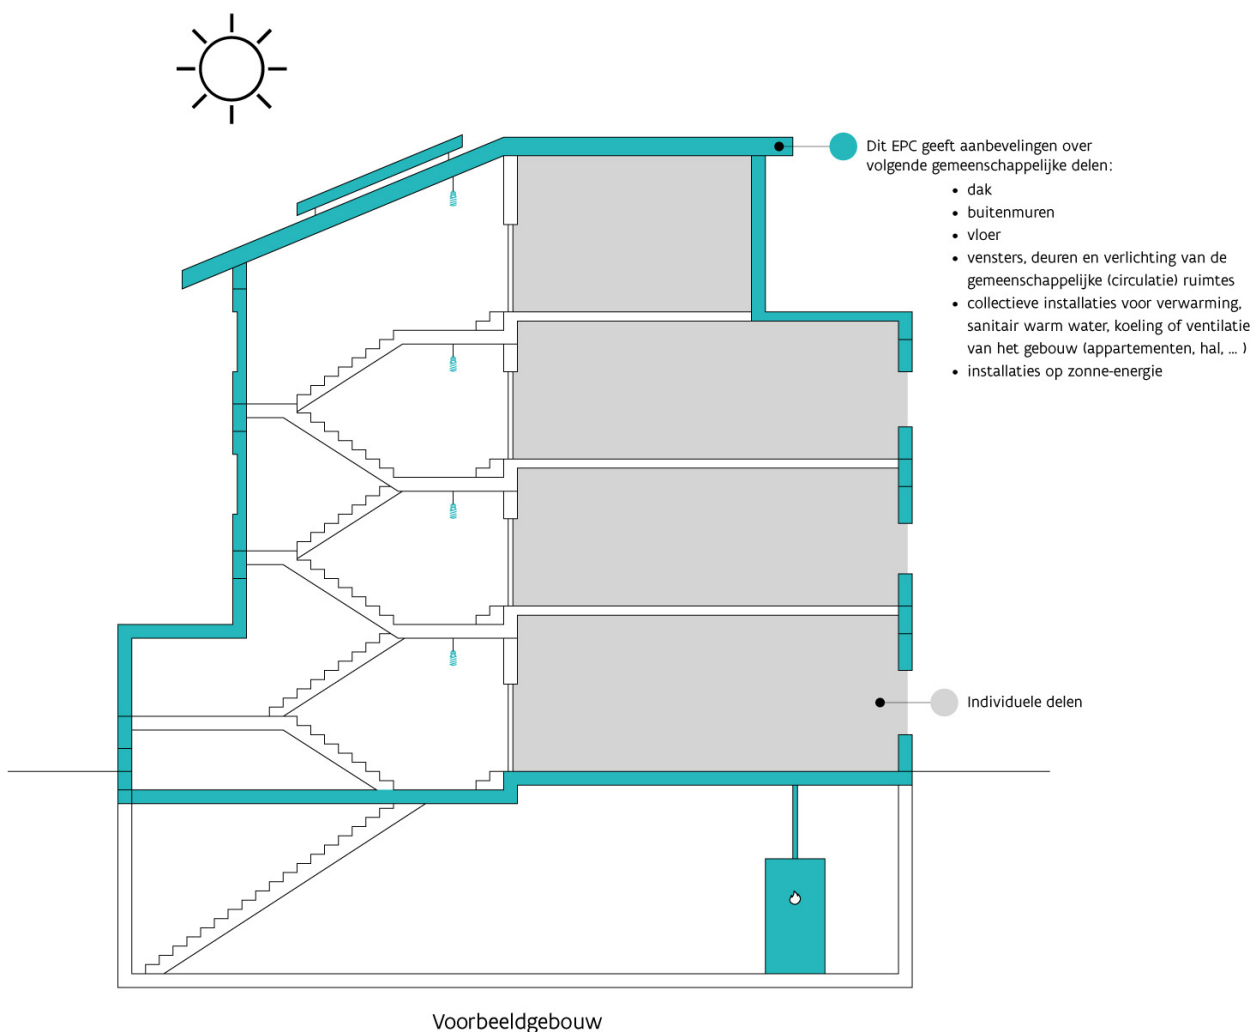 Dit EPC geeft aanbevelingen over
volgende gemeenschappelijke delen:
• dak
• buitenmuren
• vloer
• vensters, deuren en verlichting van de
gemeenschappelijke (circulatie) ruimtes
• collectieve installaties voor verwarming,
sanitair warm water, koeling of ventilatie
van het gebouw (appartementen, hal, ... )
• installaties op zonne-energie
Individuele delen
Voorbeeldgebouw